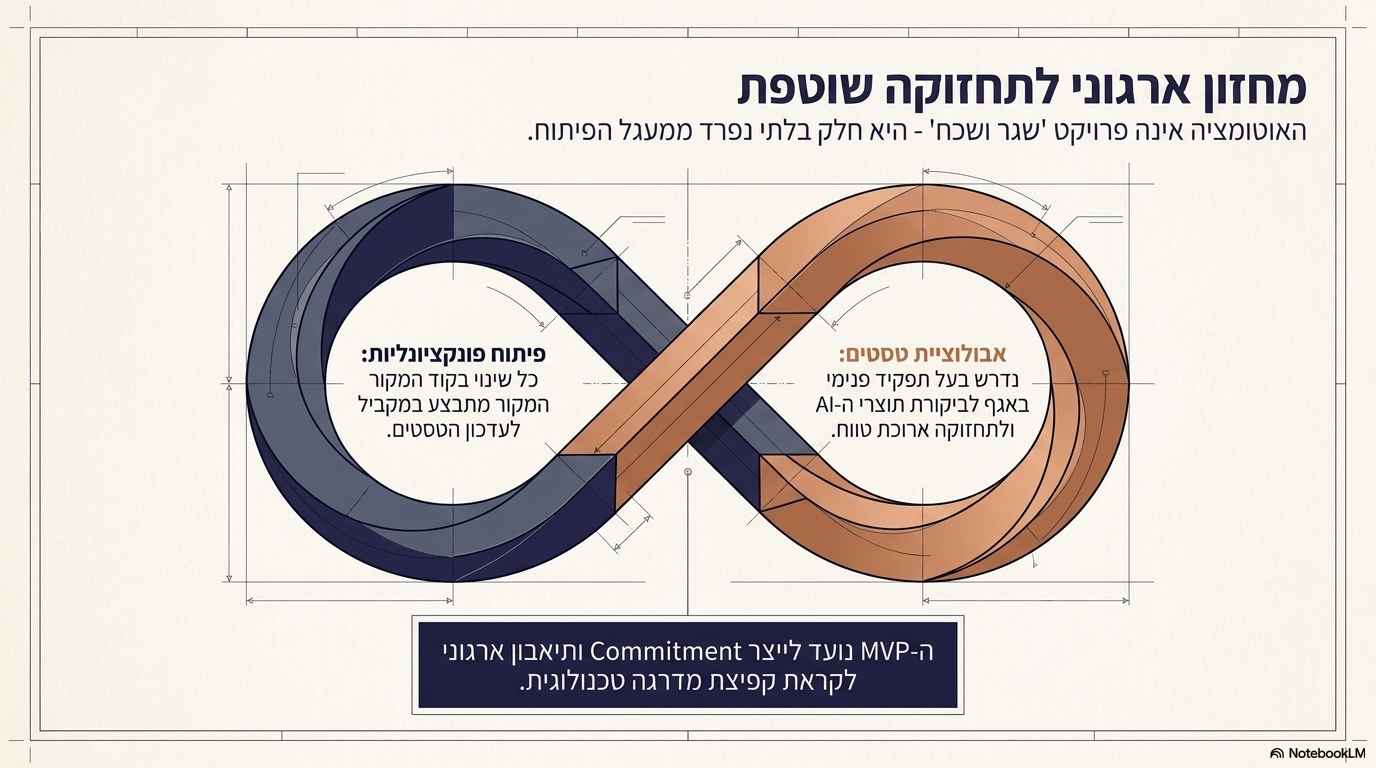 מחזון ארגוני לתחזוקה שוטפת
האוטומציה אינה פרויקט 'שגר ושכח' - היא חלק בלתי נפרד ממעגל הפיתוח.
אבולוציית טסטים:
נדרש בעל תפקיד פנימי
באגף לביקורת תוצרי ה-AI
ולתחזוקה ארוכת טווח.
פיתוח פונקציונליות:
כל שינוי בקוד המקור
המקור מתבצע במקביל
לעדכון הטסטים.
ה-MVP נועד לייצר Commitment ותיאבון ארגוני
לקראת קפיצת מדרגה טכנולוגית.
NotebookLM